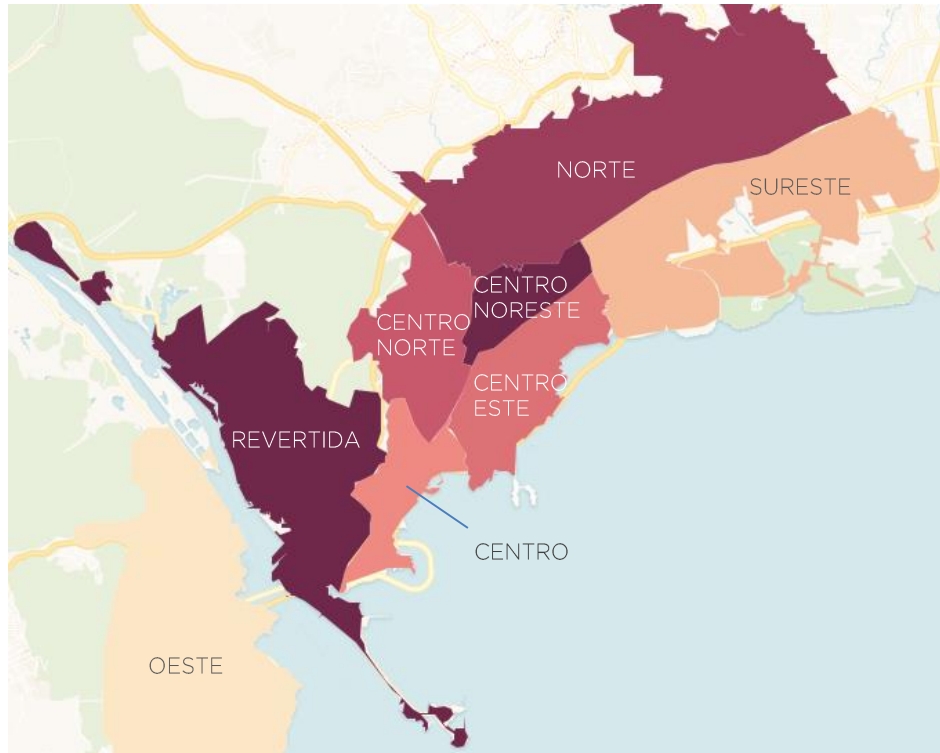 NORTE
SURESTE
CENTRO
NORESTE
CENTRO
NORTE
CENTRO
ESTE
REVERTIDA
CENTRO
OESTE